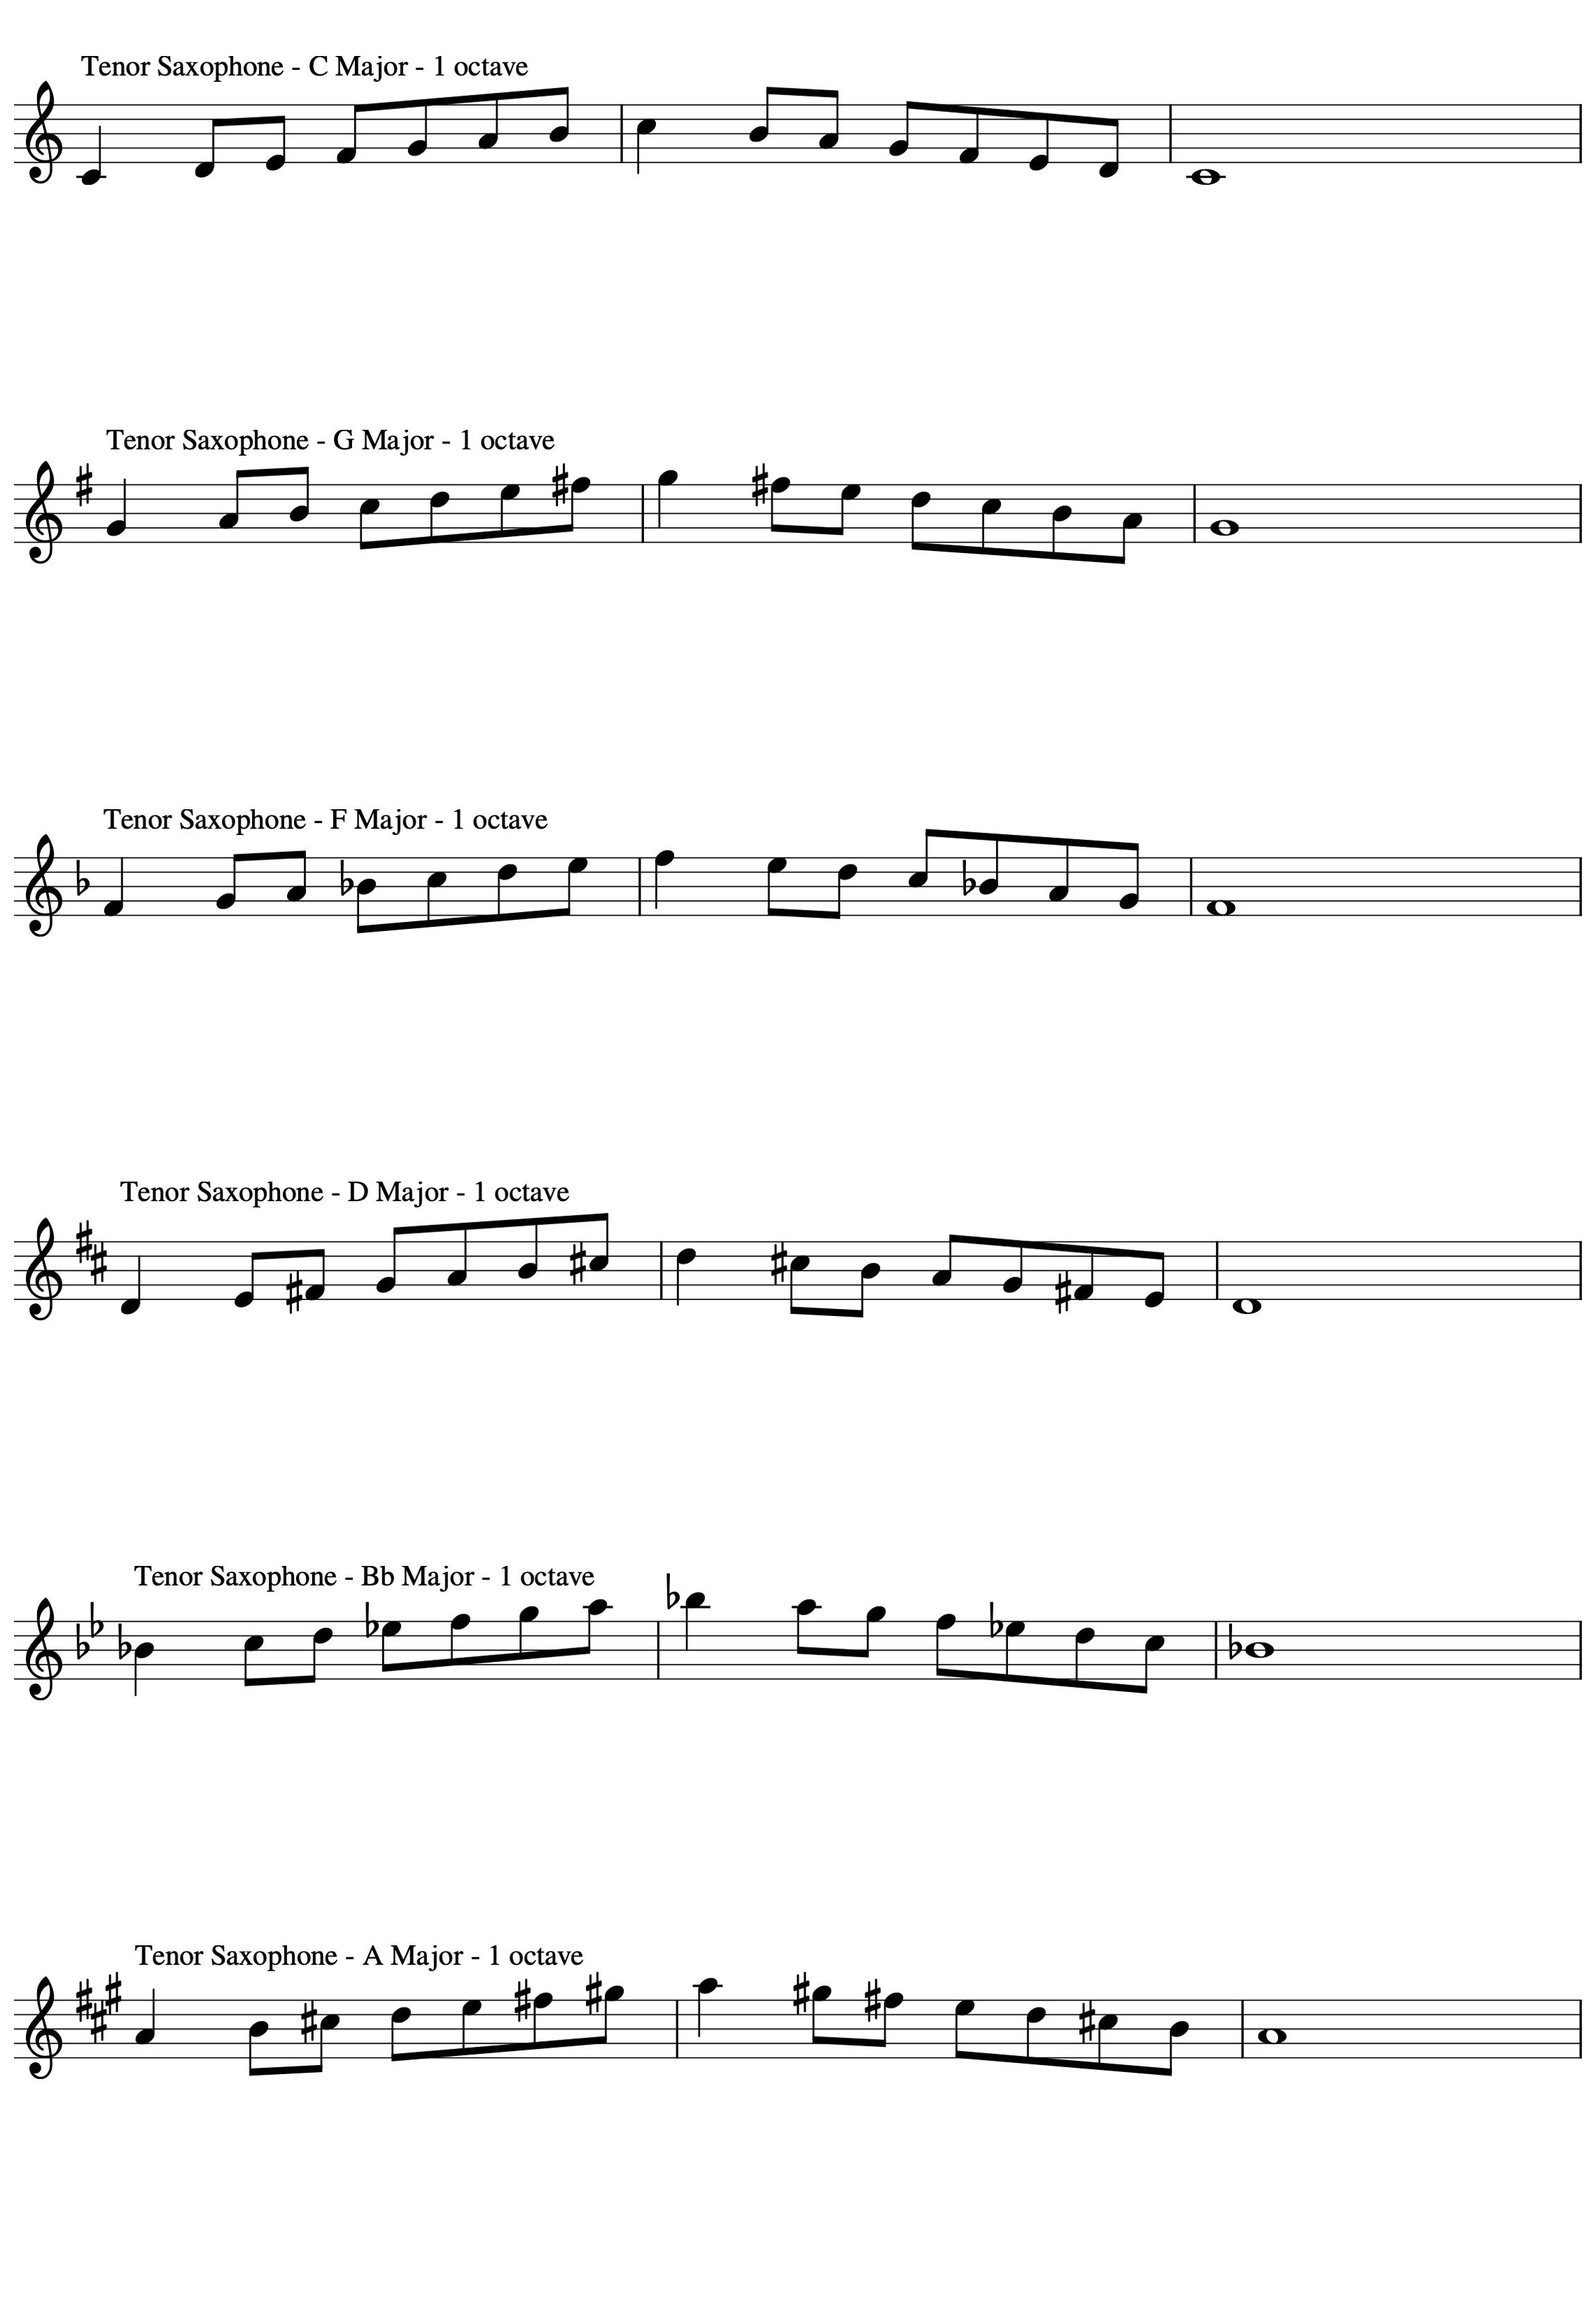 Tenor Saxophone - C Major - 1 octave
Tenor Saxophone - G Major - 1 octave
Tenor Saxophone - F Major - 1 octave
Tenor Saxophone - D Major - 1 octave
Tenor Saxophone - Bb Major - 1 octave
Tenor Saxophone - A Major - 1 octave